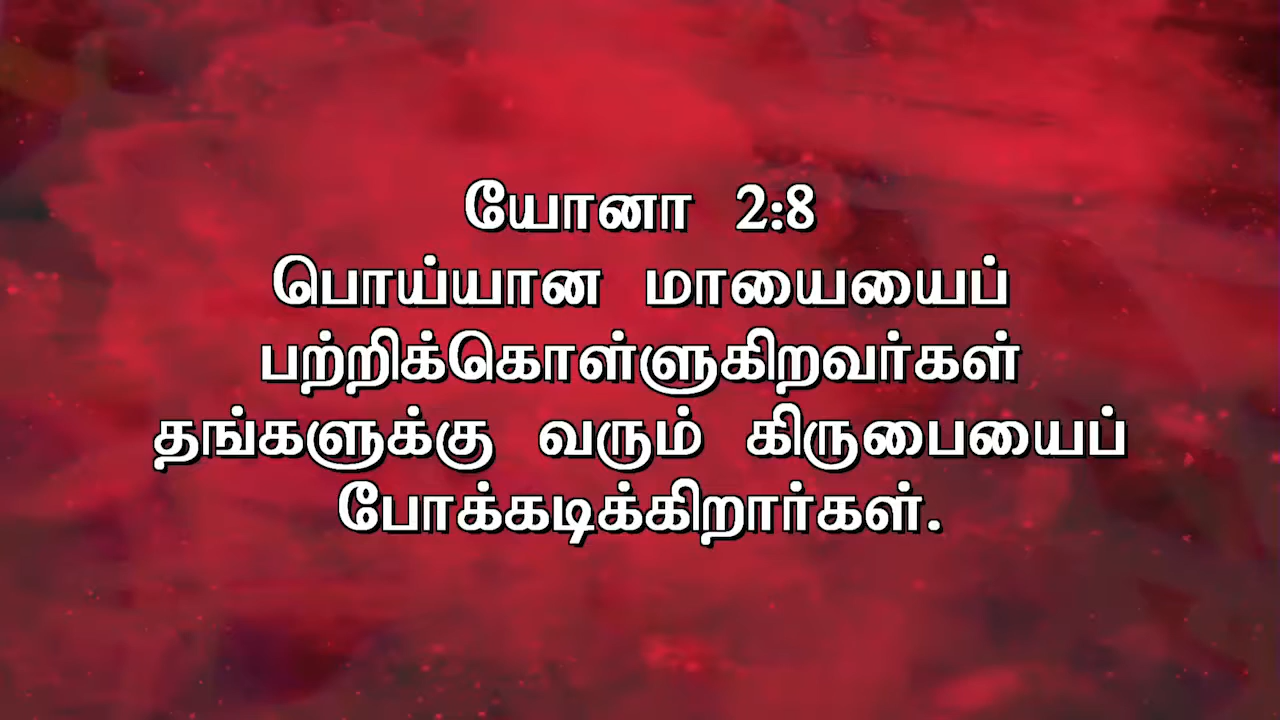 யோனா 2:8
பொய்யான மாயையைப்
பற்றிக்கொள்ளுகிறவர்கள்
தங்களுக்கு வரும் கிருபையைப்
போக்கடிக்கிறார்கள்.